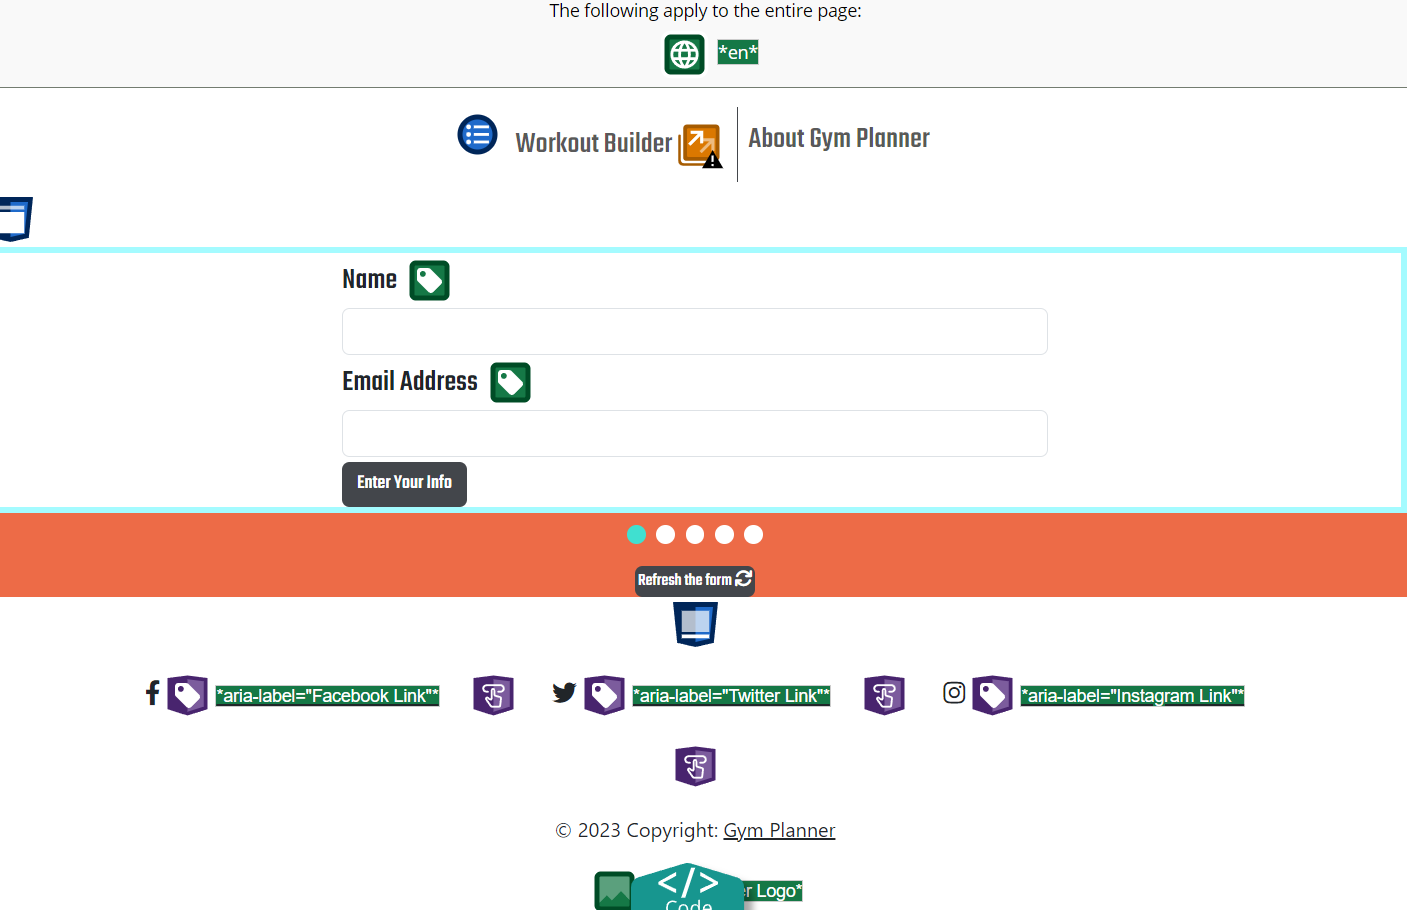 The following apply to the entire page:
*en*
Workout Builder
About Gym Planner
Name
Email Address
Enter Your Info
Refresh the form
*aria-label="Facebook Link"* *aria-label="Twitter Link"* *aria-label="Instagram Link"*
© 2023 Copyright: Gym Planner
</> Logo*
Code